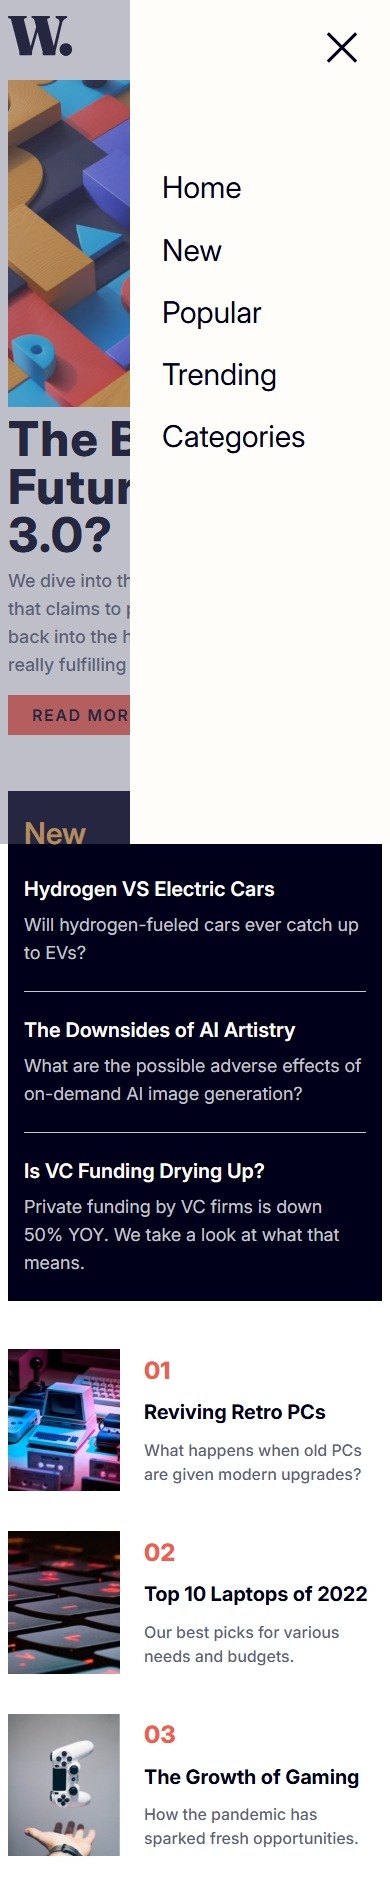 W.
Home
New
Popular
Trending
Categories
The B
Futur
3.0?
We dive into th
that claims to p
back into the h
really fulfilling
READ MOR
New
Hydrogen VS Electric Cars
Will hydrogen-fueled cars ever catch up
to EVs?
The Downsides of AI Artistry
What are the possible adverse effects of
on-demand AI image generation?
Is VC Funding Drying Up?
Private funding by VC firms is down
50% YOY. We take a look at what that
means.
01
Reviving Retro PCs
What happens when old PCs
are given modern upgrades?
02
Top 10 Laptops of 2022
Our best picks for various
needs and budgets.
03
The Growth of Gaming
How the pandemic has
sparked fresh opportunities.